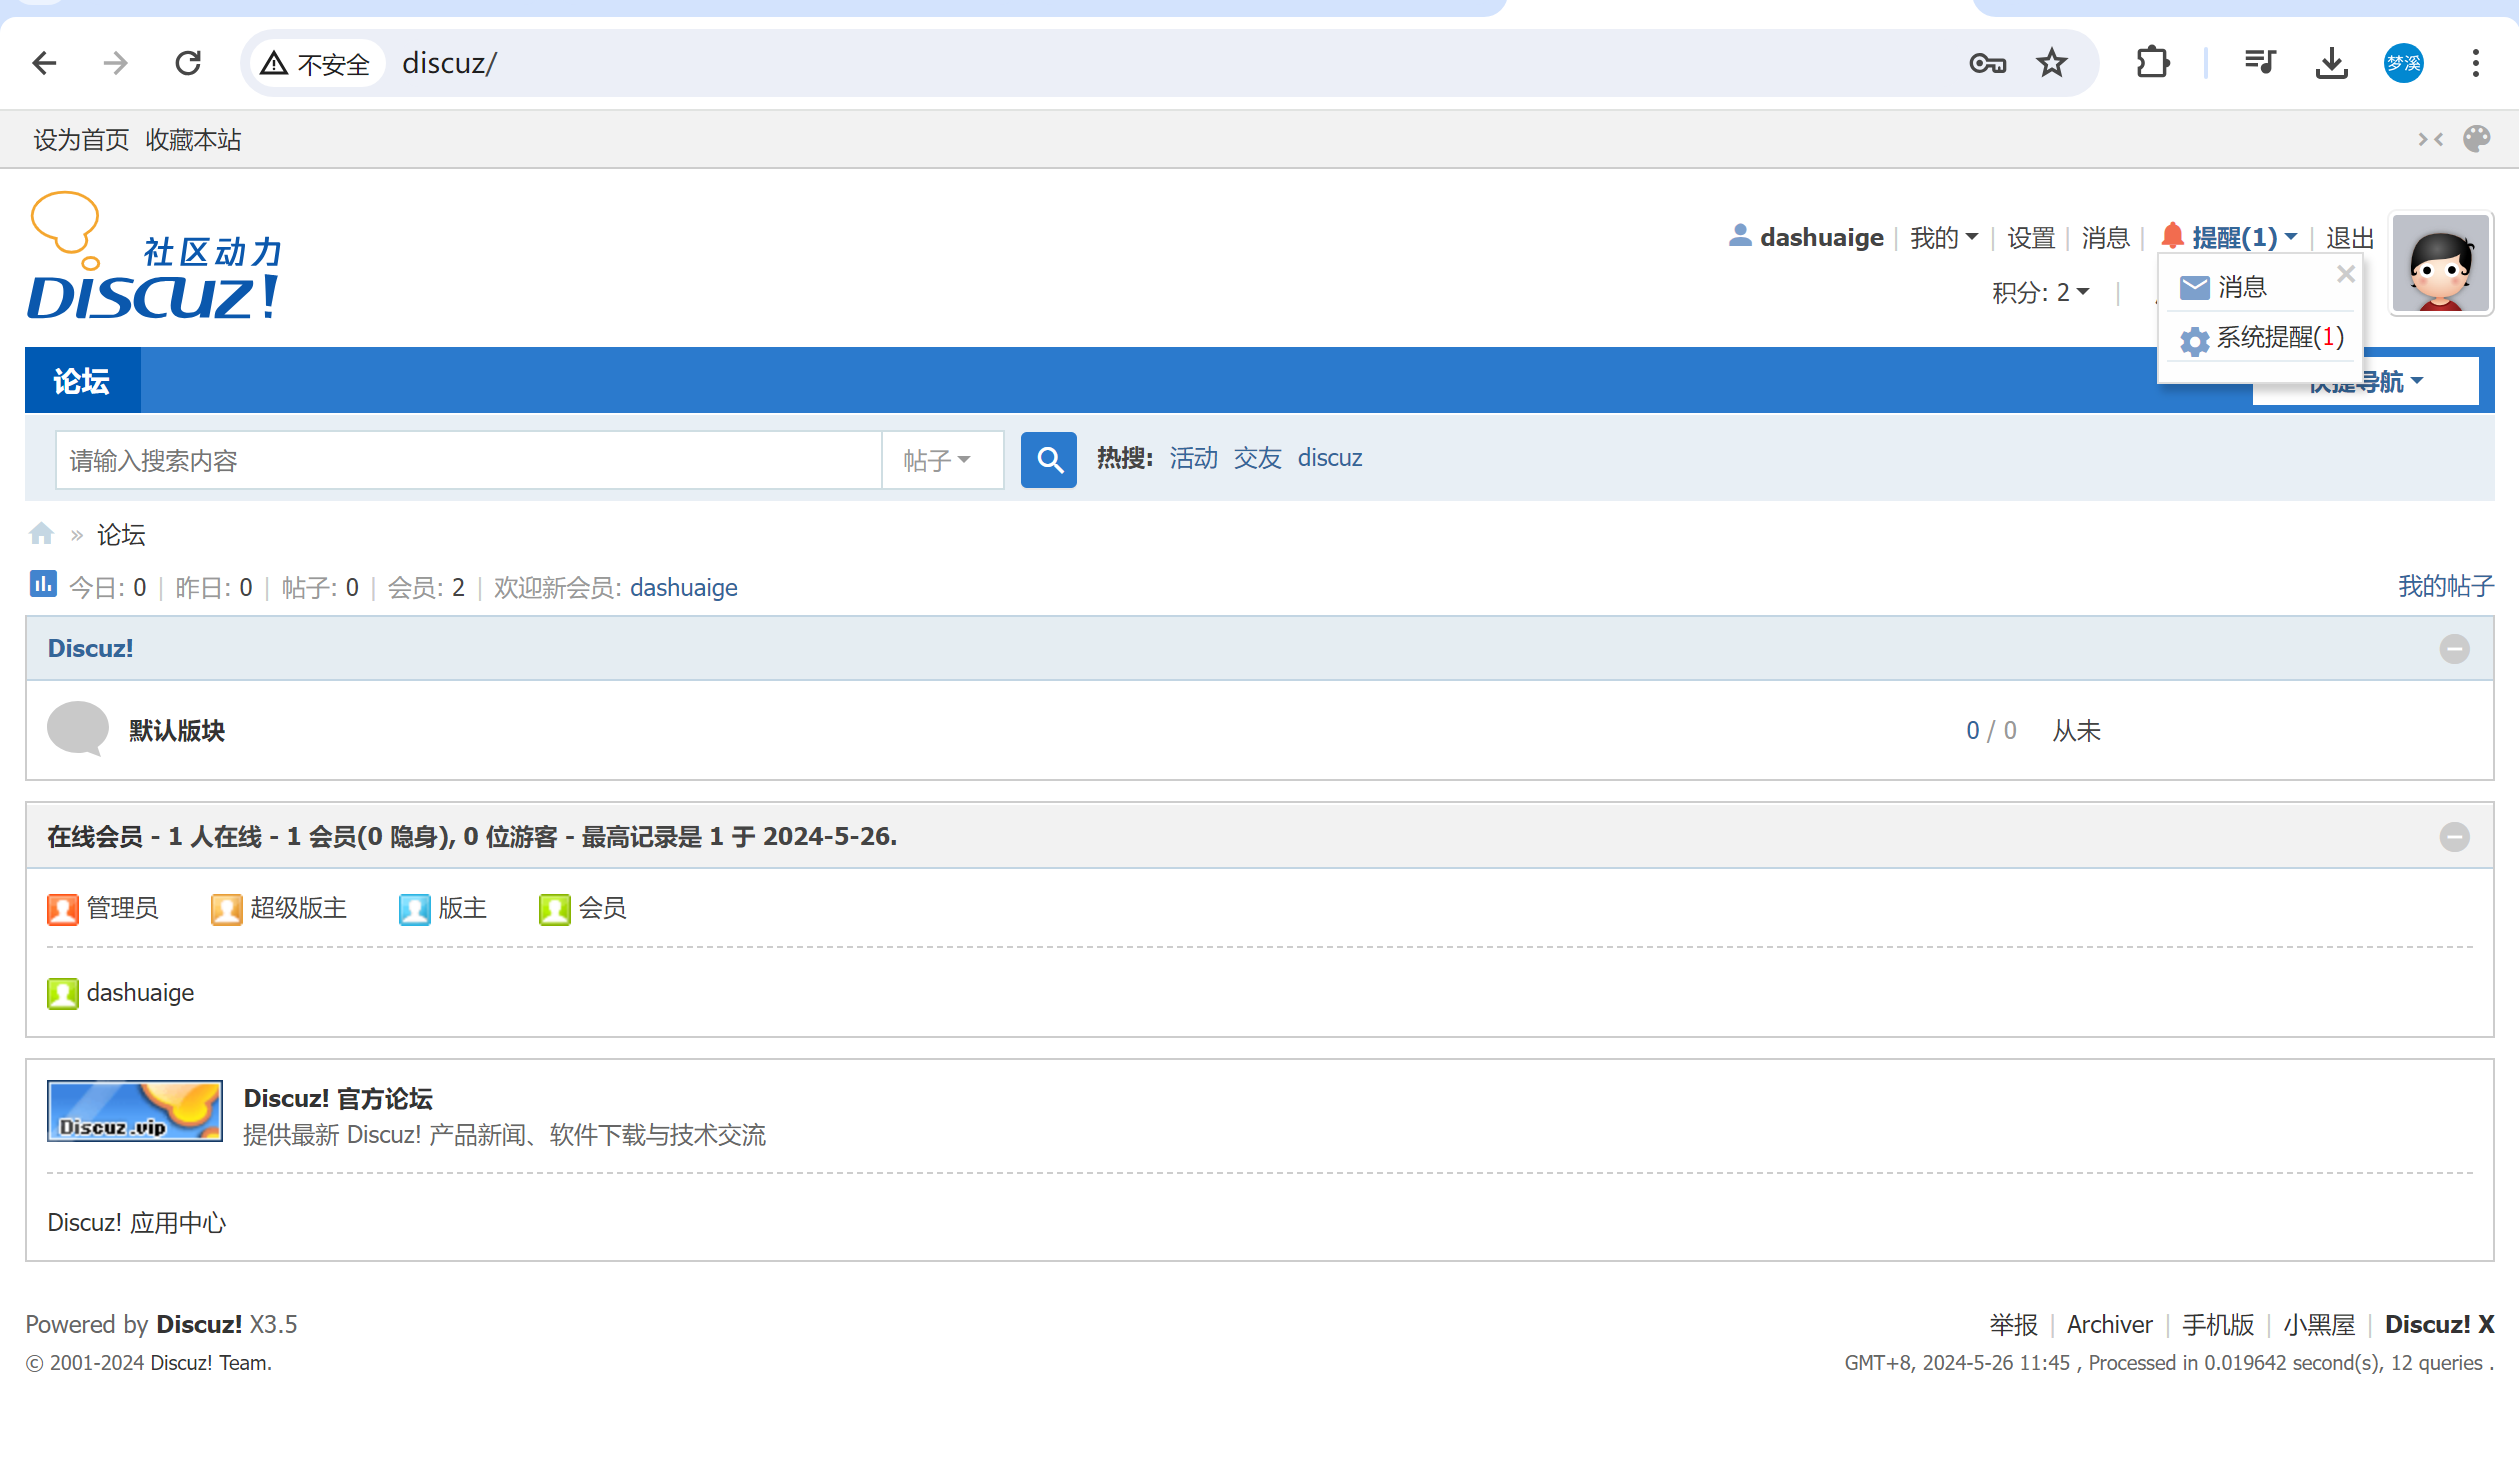 不安全 discuz/ 梦溪
设为首页 收藏本站
社区动力
DISCUZ!
dashuaige | 我的 | 设置 | 消息 | 提醒(1) | 退出
积分: 2 |
消息
系统提醒(1)
论坛
快捷导航
请输入搜索内容 帖子 热搜: 活动 交友 discuz
» 论坛
今日: 0 | 昨日: 0 | 帖子: 0 | 会员: 2 | 欢迎新会员: dashuaige 我的帖子
Discuz!
默认版块 0 / 0 从未
在线会员 - 1 人在线 - 1 会员(0 隐身), 0 位游客 - 最高记录是 1 于 2024-5-26.
管理员 超级版主 版主 会员
dashuaige
Discuz.vip
Discuz! 官方论坛
提供最新 Discuz! 产品新闻、软件下载与技术交流
Discuz! 应用中心
Powered by Discuz! X3.5 举报 | Archiver | 手机版 | 小黑屋 | Discuz! X
© 2001-2024 Discuz! Team. GMT+8, 2024-5-26 11:45 , Processed in 0.019642 second(s), 12 queries .